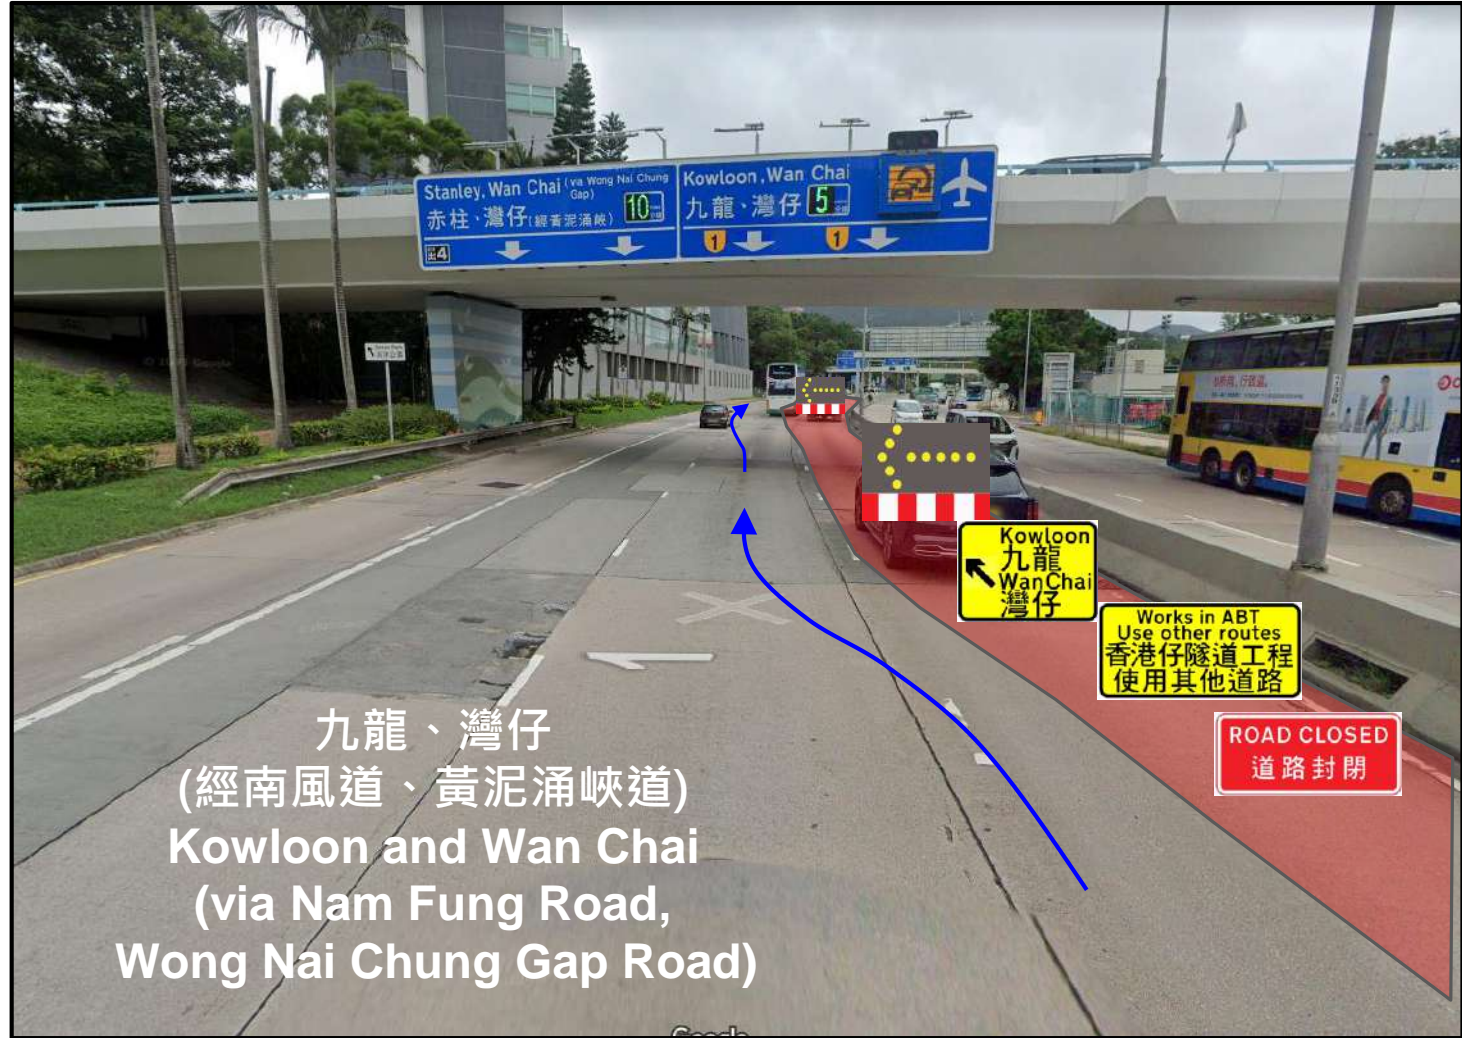 Stanley, Wan Chai (via Wong Nai Chung Gap)
赤柱、灣仔(經黃泥涌峽)
10
4
Kowloon, Wan Chai
九龍、灣仔
5
1
1
Kowloon
九龍
WanChai
灣仔
Works in ABT
Use other routes
香港仔隧道工程
使用其他道路
ROAD CLOSED
道路封閉
1
九龍、灣仔
(經南風道、黃泥涌峽道)
Kowloon and Wan Chai
(via Nam Fung Road,
Wong Nai Chung Gap Road)
Google